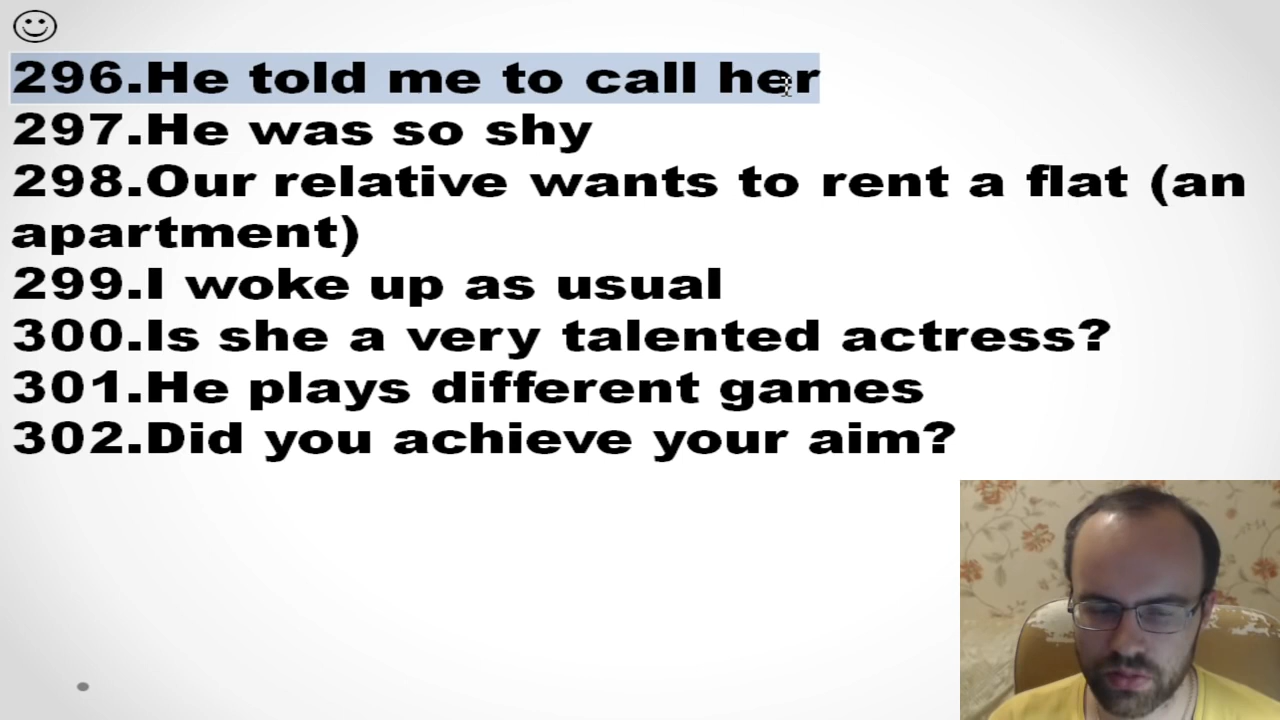 296.He told me to call her
297.He was so shy
298.Our relative wants to rent a flat (an
apartment)
299.I woke up as usual
300.Is she a very talented actress?
301.He plays different games
302.Did you achieve your aim?